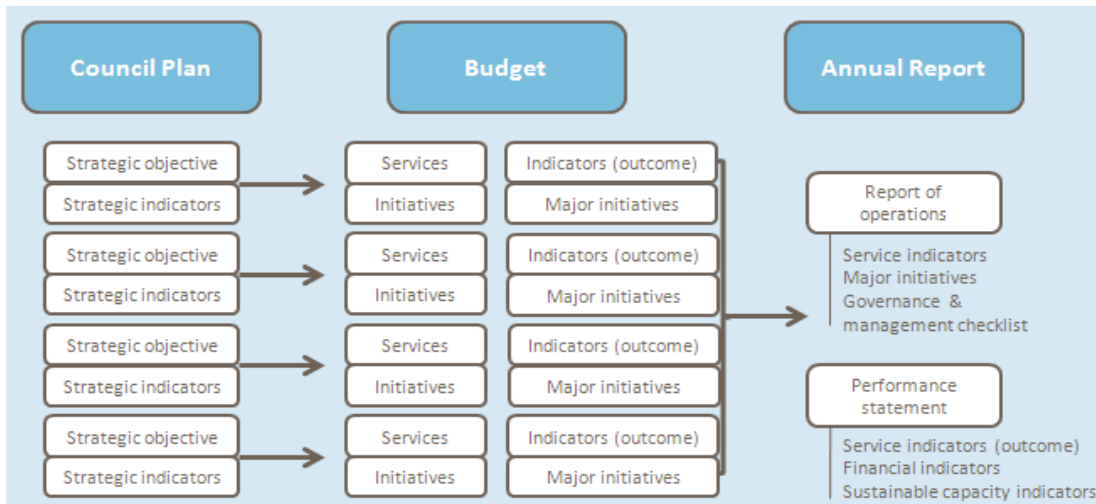 Council Plan
Budget
Annual Report
Strategic objective
Strategic indicators
Services
Initiatives
Indicators (outcome)
Major initiatives
Strategic objective
Strategic indicators
Services
Initiatives
Indicators (outcome)
Major initiatives
Strategic objective
Strategic indicators
Services
Initiatives
Indicators (outcome)
Major initiatives
Strategic objective
Strategic indicators
Services
Initiatives
Indicators (outcome)
Major initiatives
Report of
operations
Service indicators
Major initiatives
Governance &
management checklist
Performance
statement
Service indicators (outcome)
Financial indicators
Sustainable capacity indicators